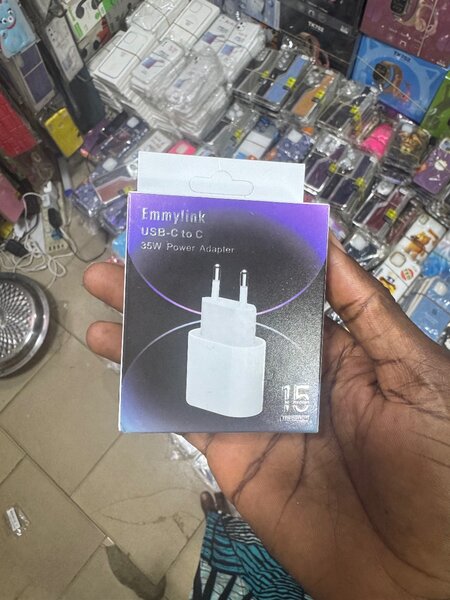 Emmylink
USB-C to C
35W Power Adapter
15